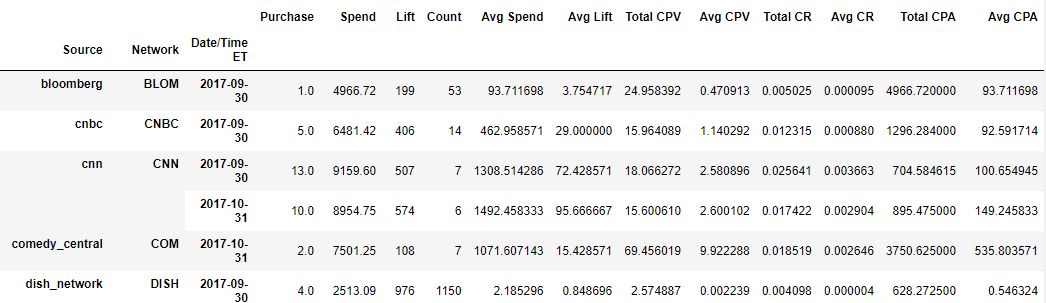 Purchase Spend Lift Count Avg Spend Avg Lift Total CPV Avg CPV Total CR Avg CR Total CPA Avg CPA
Source Network Date/Time ET
bloomberg BLOM 2017-09-30 1.0 4966.72 199 53 93.711698 3.754717 24.958392 0.470913 0.005025 0.000095 4966.720000 93.711698
cnbc CNBC 2017-09-30 5.0 6481.42 406 14 462.958571 29.000000 15.964089 1.140292 0.012315 0.000880 1296.284000 92.591714
cnn CNN 2017-09-30 13.0 9159.60 507 7 1308.514286 72.428571 18.066272 2.580896 0.025641 0.003663 704.584615 100.654945
2017-10-31 10.0 8954.75 574 6 1492.458333 95.666667 15.600610 2.600102 0.017422 0.002904 895.475000 149.245833
comedy_central COM 2017-10-31 2.0 7501.25 108 7 1071.607143 15.428571 69.456019 9.922288 0.018519 0.002646 3750.625000 535.803571
dish_network DISH 2017-09-30 4.0 2513.09 976 1150 2.185296 0.848696 2.574887 0.002239 0.004098 0.000004 628.272500 0.546324